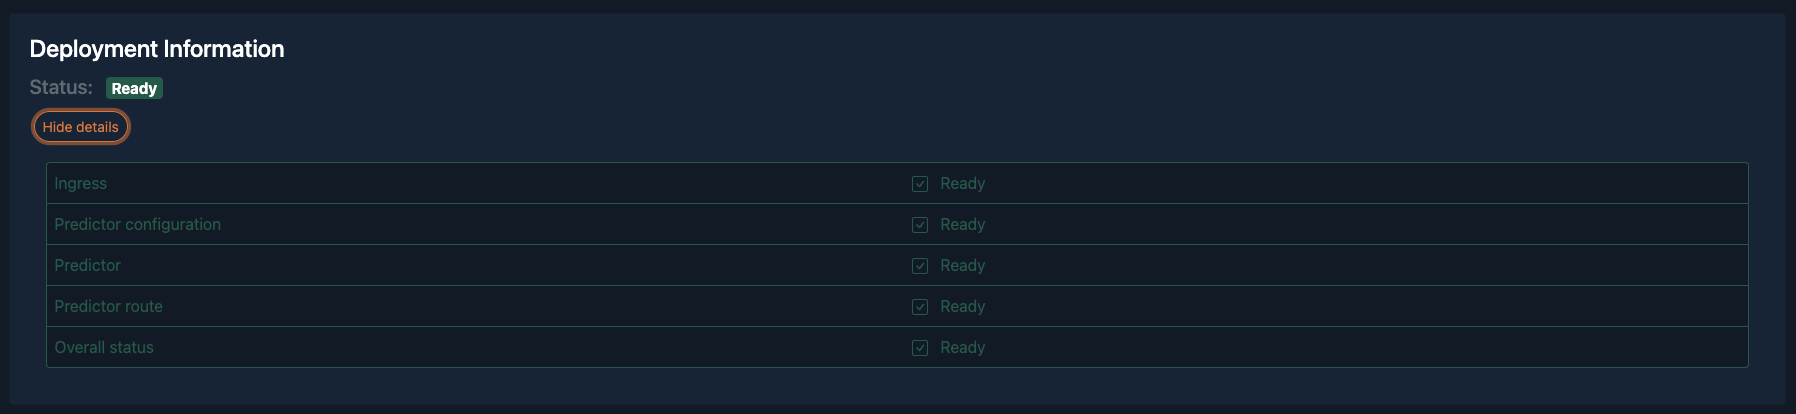 Deployment Information
Status: Ready
Hide details
Ingress Ready
Predictor configuration Ready
Predictor Ready
Predictor route Ready
Overall status Ready